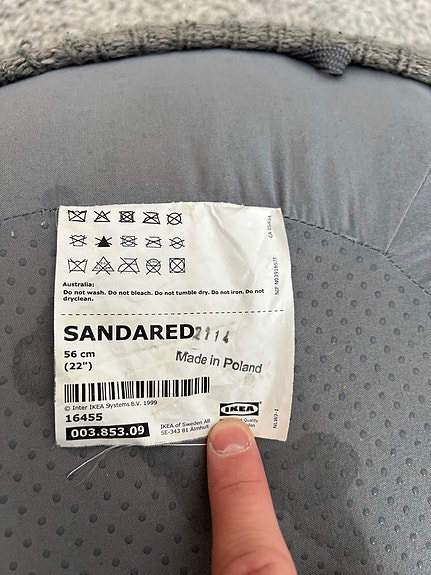 Australia:
Do not wash. Do not bleach. Do not tumble dry. Do not iron. Do not
dryclean.
SANDARED 2114
56 cm
(22")
Made in Poland
© Inter IKEA Systems B.V. 1999
16455
003.853.09
IKEA of Sweden AB
SE-343 81 Älmhult
IKEA
Quality